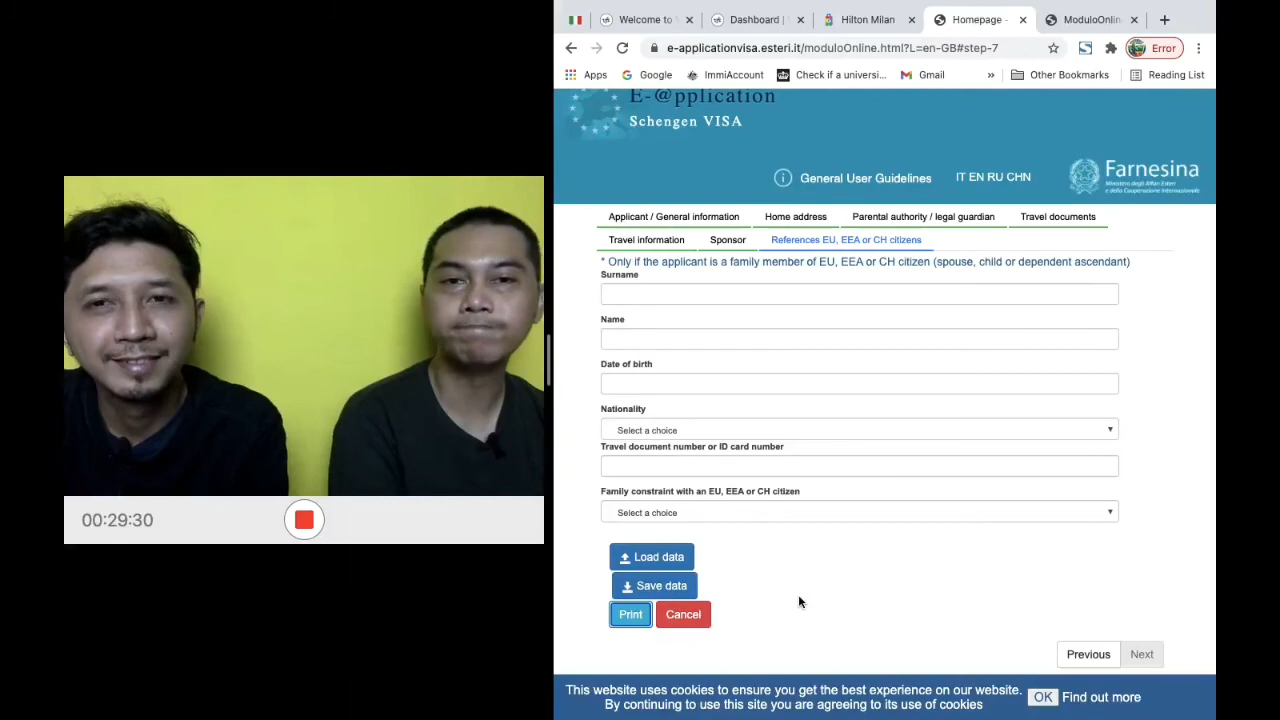 Welcome to
Dashboard |
Hilton Milan
Homepage -
ModuloOnlin
e-applicationvisa.esteri.it/moduloOnline.html?L=en-GB#step-7
Error
Apps
Google
ImmiAccount
Check if a universi...
Gmail
»
Other Bookmarks
Reading List
E-@pplication
Schengen VISA
General User Guidelines
IT EN RU CHN
Farnesina
Ministero degli Affari Esteri
e della Cooperazione Internazionale
Applicant / General information
Home address
Parental authority / legal guardian
Travel documents
Travel information
Sponsor
References EU, EEA or CH citizens
* Only if the applicant is a family member of EU, EEA or CH citizen (spouse, child or dependent ascendant)
Surname
Name
Date of birth
Nationality
Select a choice
Travel document number or ID card number
Family constraint with an EU, EEA or CH citizen
Select a choice
Load data
Save data
Print
Cancel
Previous
Next
This website uses cookies to ensure you get the best experience on our website.
By continuing to use this site you are agreeing to its use of cookies
OK
Find out more
00:29:30